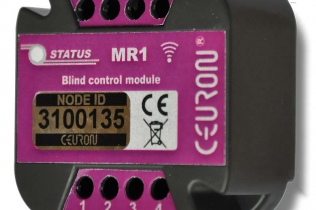 STATUS
MR1
Blind control module
NODE ID
3100135
CEURON
CE
CEURON®
1 2 3 4